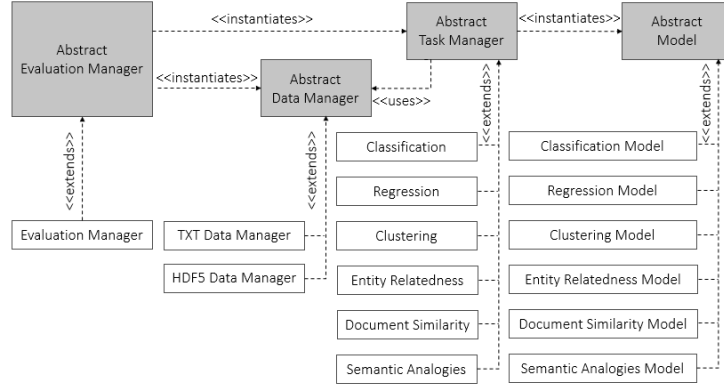 <<instantiates>>
<<instantiates>>
Abstract
Evaluation Manager
Abstract
Task Manager
Abstract
Model
<<instantiates>>
Abstract
Data Manager
<<uses>>
<<extends>>
<<extends>>
<<extends>>
<<extends>>
Classification
Classification Model
Regression
Regression Model
Evaluation Manager
TXT Data Manager
Clustering
Clustering Model
HDF5 Data Manager
Entity Relatedness
Entity Relatedness Model
Document Similarity
Document Similarity Model
Semantic Analogies
Semantic Analogies Model